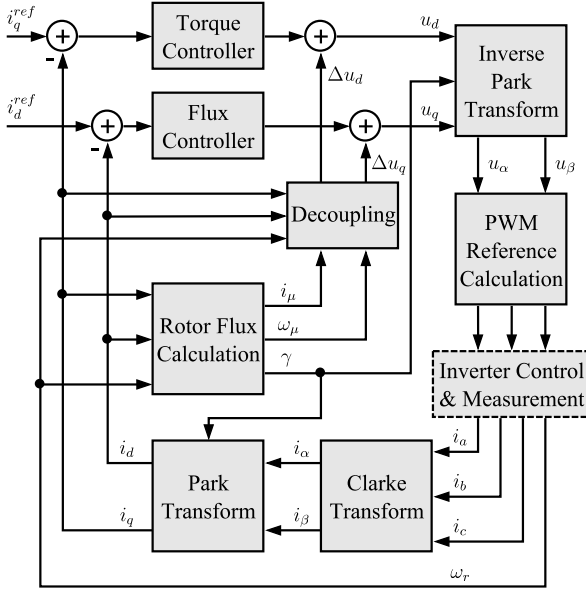 i_q^{ref}
Torque
Controller
u_d
Inverse
Park
Transform
-
Δu_d
i_d^{ref}
Flux
Controller
u_q
-
Δu_q
u_α
u_β
Decoupling
PWM
Reference
Calculation
Rotor Flux
Calculation
i_μ
ω_μ
γ
Inverter Control
& Measurement
i_d
i_q
Park
Transform
i_α
i_β
Clarke
Transform
i_a
i_b
i_c
ω_r